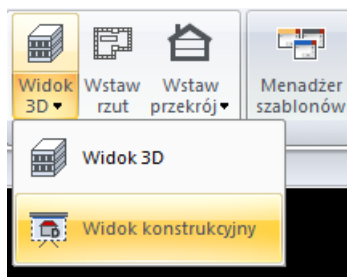 Widok Wstaw Wstaw Menadżer
3D rzut przekrój szablonów
Widok 3D
Widok konstrukcyjny